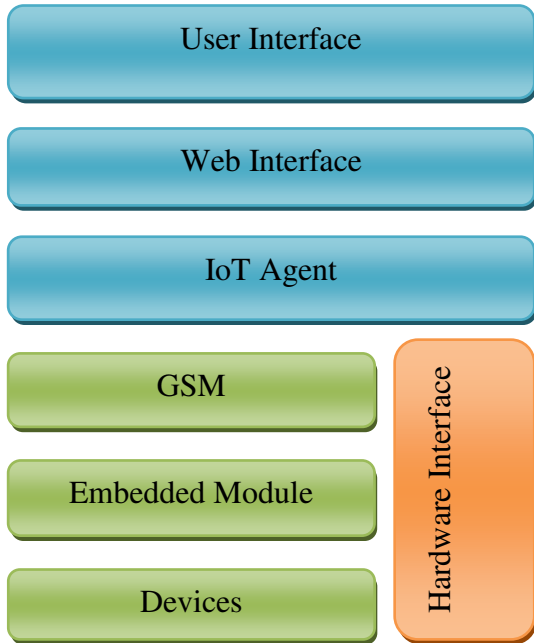 User Interface
Web Interface
IoT Agent
GSM
Embedded Module
Devices
Hardware Interface